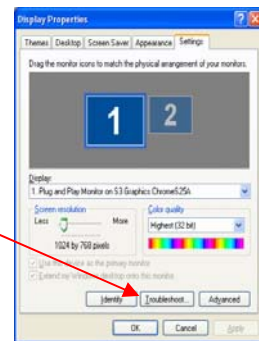 Display Properties
Themes Desktop Screen Saver Appearance Settings
Drag the monitor icons to match the physical arrangement of your monitors.
1 2
Display:
1. Plug and Play Monitor on S3 Graphics Chrome525A
Screen resolution
Less More
1024 by 768 pixels
Color quality
Highest (32 bit)
Use this device as the primary monitor
Extend my Windows desktop onto this monitor
Identify Troubleshoot... Advanced
OK Cancel Apply